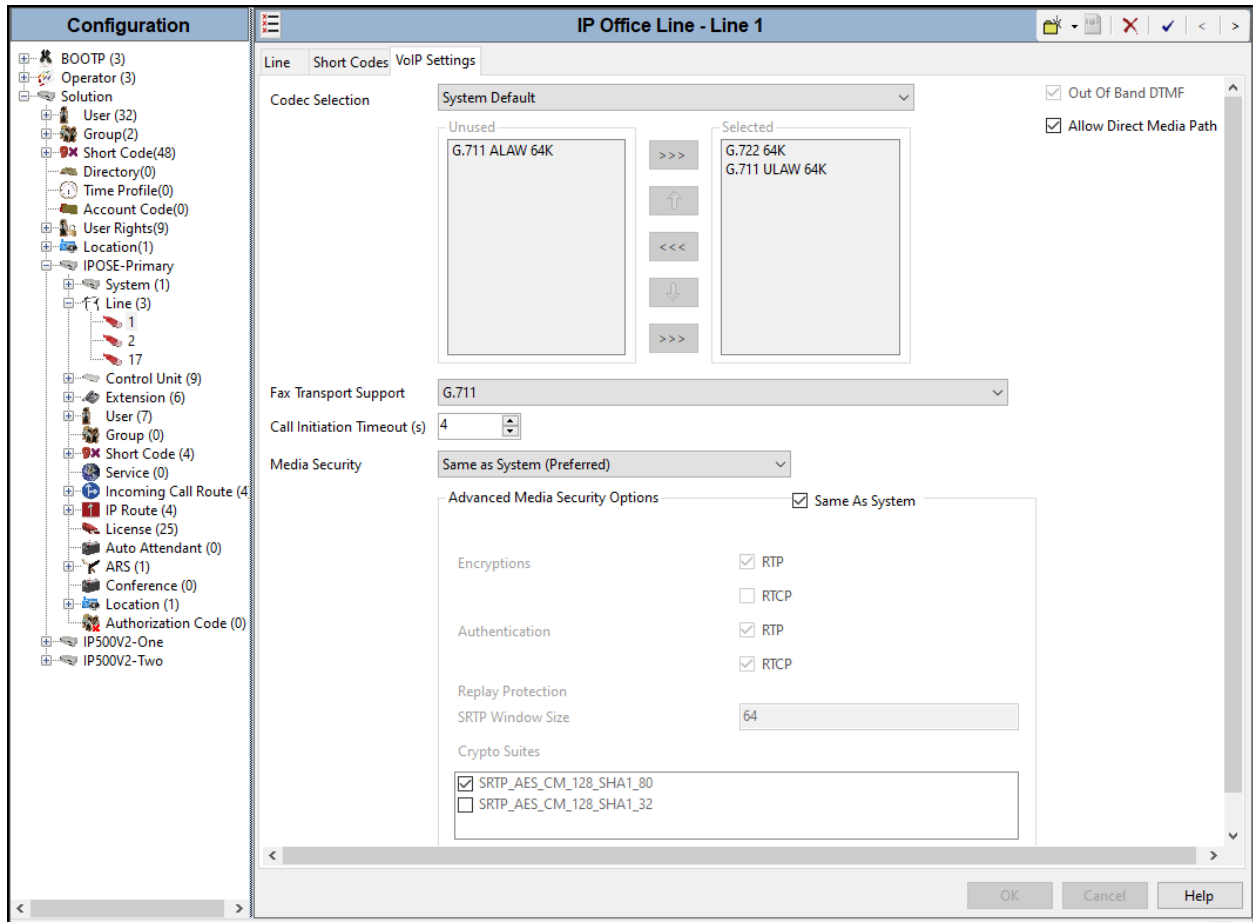 Configuration
BOOTP (3)
Operator (3)
Solution
User (32)
Group(2)
Short Code(48)
Directory(0)
Time Profile(0)
Account Code(0)
User Rights(9)
Location(1)
IPOSE-Primary
System (1)
Line (3)
1
2
17
Control Unit (9)
Extension (6)
User (7)
Group (0)
Short Code (4)
Service (0)
Incoming Call Route (4
IP Route (4)
License (25)
Auto Attendant (0)
ARS (1)
Conference (0)
Location (1)
Authorization Code (0)
IP500V2-One
IP500V2-Two
IP Office Line - Line 1
Line Short Codes VoIP Settings
Codec Selection System Default
Out Of Band DTMF
Allow Direct Media Path
Unused Selected
G.711 ALAW 64K >>> G.722 64K
G.711 ULAW 64K
<<<
>>>
Fax Transport Support G.711
Call Initiation Timeout (s) 4
Media Security Same as System (Preferred)
Advanced Media Security Options Same As System
Encryptions RTP
RTCP
Authentication RTP
RTCP
Replay Protection
SRTP Window Size 64
Crypto Suites
SRTP_AES_CM_128_SHA1_80
SRTP_AES_CM_128_SHA1_32
OK Cancel Help